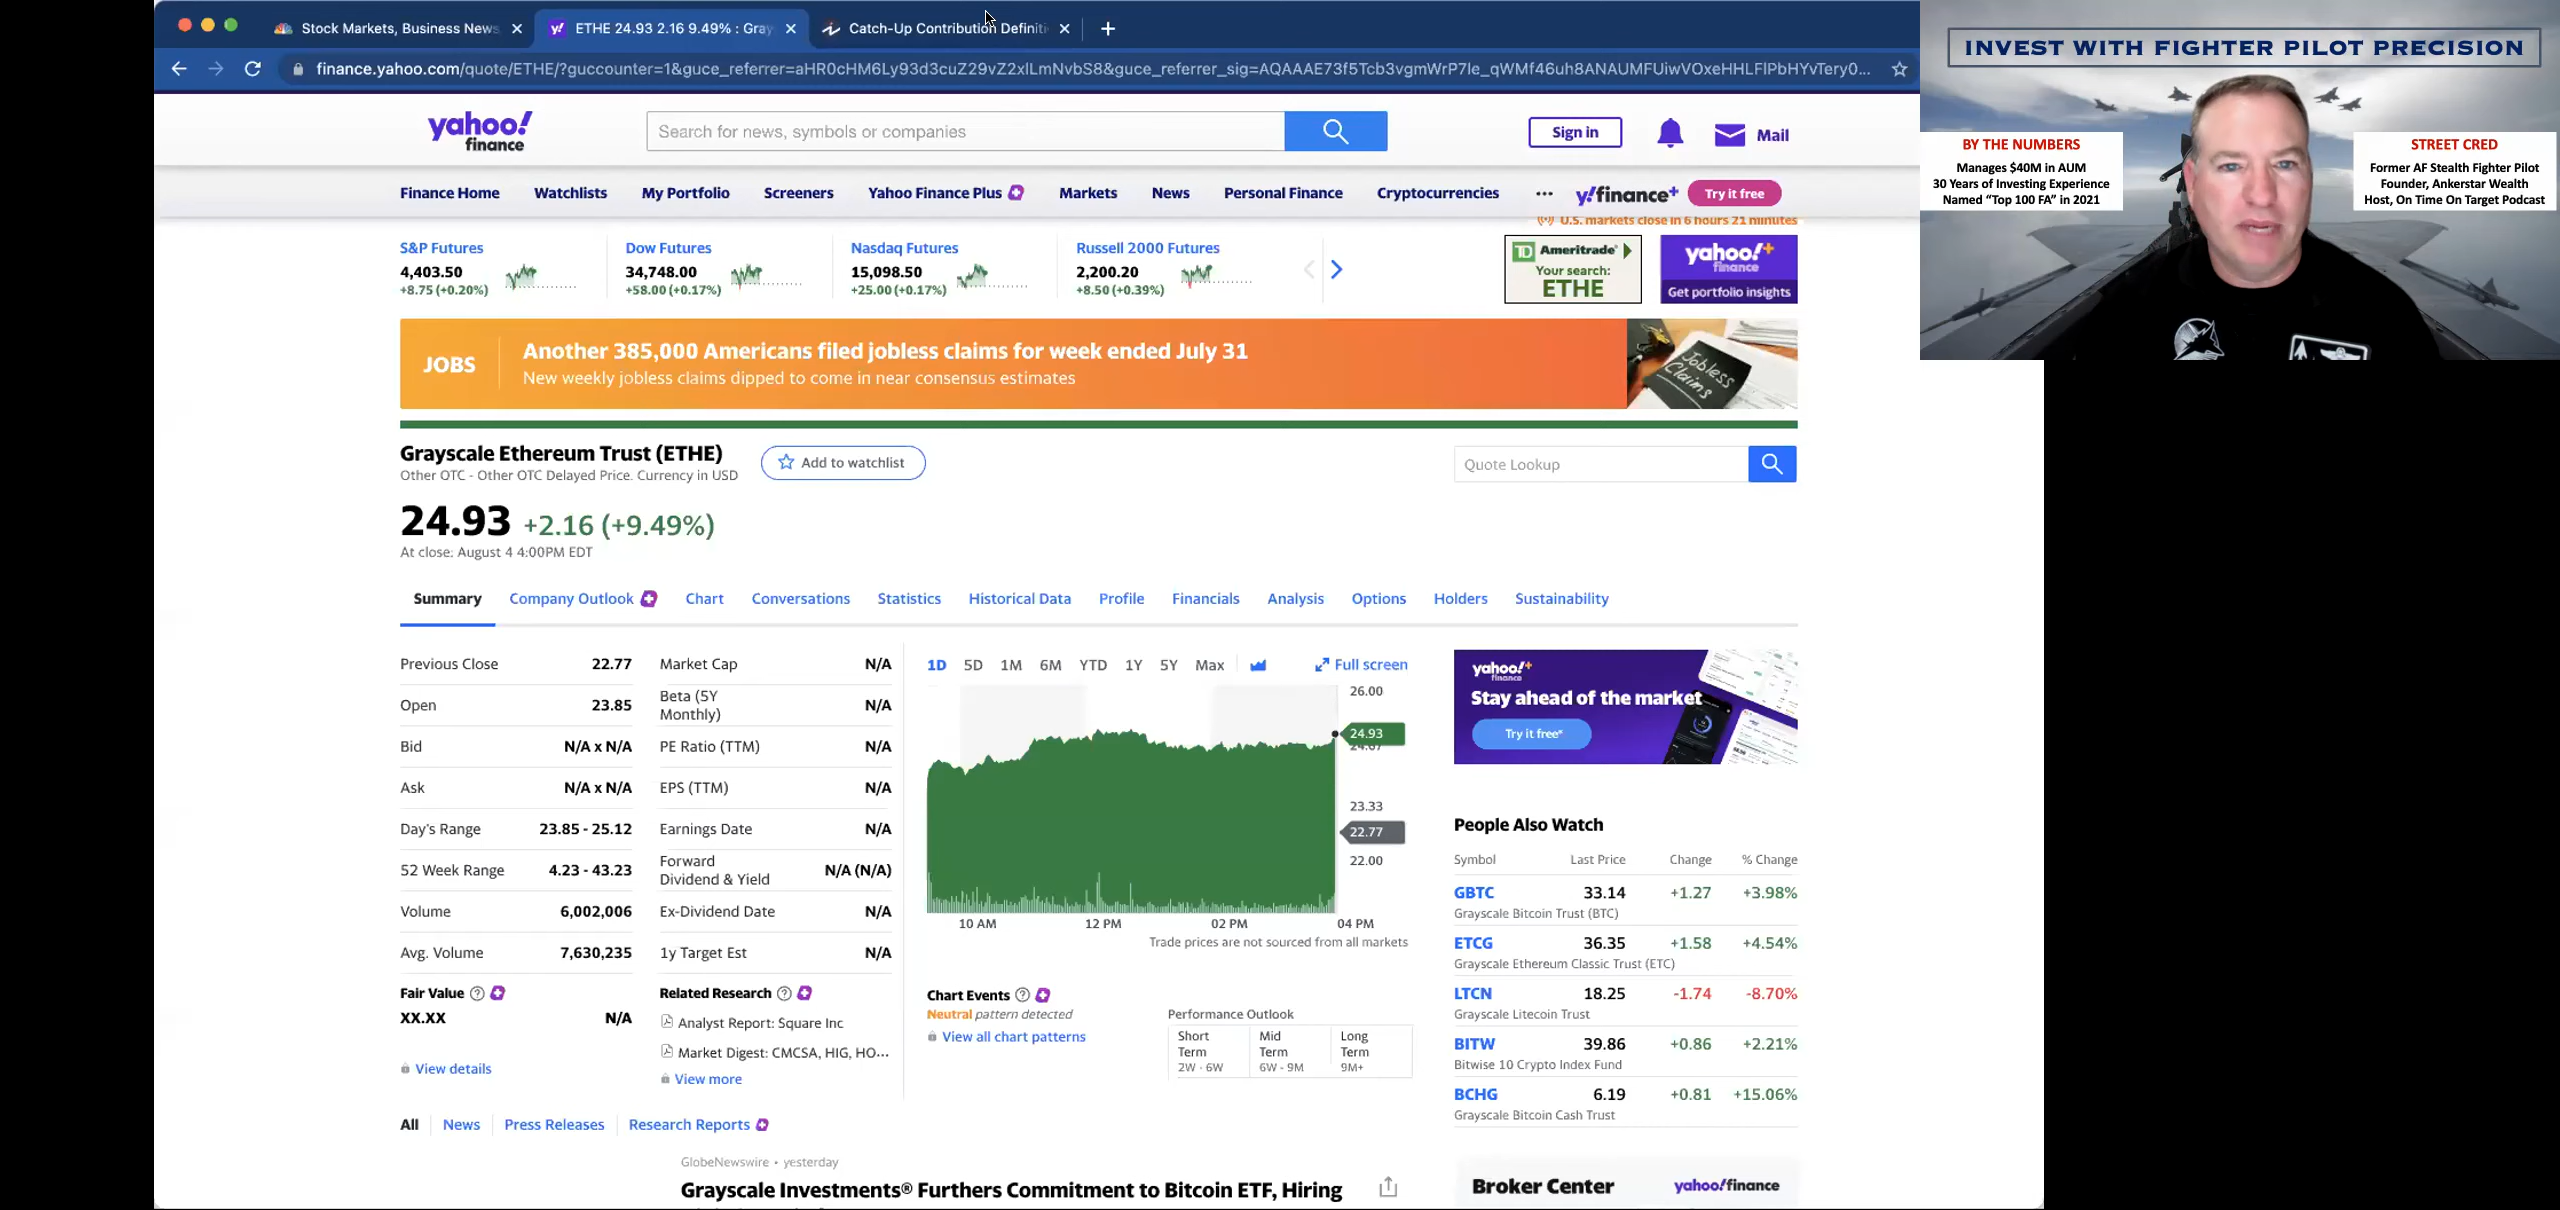 Stock Markets, Business News
ETHE 24.93 2.16 9.49% : Gray
Catch-Up Contribution Definiti
finance.yahoo.com/quote/ETHE/?guccounter=1&guce_referrer=aHR0cHM6Ly93d3cuZ29vZ2xlLmNvbS8&guce_referrer_sig=AQAAAE73f5Tcb3vgmWrP7le_qWMf46uh8ANAUMFUiwVOxeHHLFlPbHYvTery0...
INVEST WITH FIGHTER PILOT PRECISION
BY THE NUMBERS
Manages $40M in AUM
30 Years of Investing Experience
Named “Top 100 FA” in 2021
STREET CRED
Former AF Stealth Fighter Pilot
Founder, Ankerstar Wealth
Host, On Time On Target Podcast
yahoo!
finance
Search for news, symbols or companies
Sign in
Mail
Finance Home Watchlists My Portfolio Screeners Yahoo Finance Plus Markets News Personal Finance Cryptocurrencies ... y!finance+ Try it free
U.S. markets close in 6 hours 21 minutes
S&P Futures
4,403.50
+8.75 (+0.20%)
Dow Futures
34,748.00
+58.00 (+0.17%)
Nasdaq Futures
15,098.50
+25.00 (+0.17%)
Russell 2000 Futures
2,200.20
+8.50 (+0.39%)
TD Ameritrade
Your search:
ETHE
yahoo!+
finance
Get portfolio insights
JOBS
Another 385,000 Americans filed jobless claims for week ended July 31
New weekly jobless claims dipped to come in near consensus estimates
Jobless
Claims
Grayscale Ethereum Trust (ETHE)
Other OTC - Other OTC Delayed Price. Currency in USD
Add to watchlist
Quote Lookup
24.93 +2.16 (+9.49%)
At close: August 4 4:00PM EDT
Summary Company Outlook Chart Conversations Statistics Historical Data Profile Financials Analysis Options Holders Sustainability
Previous Close 22.77
Open 23.85
Bid N/A x N/A
Ask N/A x N/A
Day's Range 23.85 - 25.12
52 Week Range 4.23 - 43.23
Volume 6,002,006
Avg. Volume 7,630,235
Market Cap N/A
Beta (5Y
Monthly) N/A
PE Ratio (TTM) N/A
EPS (TTM) N/A
Earnings Date N/A
Forward
Dividend & Yield N/A (N/A)
Ex-Dividend Date N/A
1y Target Est N/A
Fair Value
XX.XX N/A
View details
Related Research
Analyst Report: Square Inc
Market Digest: CMCSA, HIG, HO...
View more
1D 5D 1M 6M YTD 1Y 5Y Max
Full screen
26.00
24.93
24.67
23.33
22.77
22.00
10 AM 12 PM 02 PM 04 PM
Trade prices are not sourced from all markets
Chart Events
Neutral pattern detected
View all chart patterns
Performance Outlook
Short
Term
2W - 6W
Mid
Term
6W - 9M
Long
Term
9M+
yahoo!+
finance
Stay ahead of the market
Try it free*
People Also Watch
Symbol Last Price Change % Change
GBTC 33.14 +1.27 +3.98%
Grayscale Bitcoin Trust (BTC)
ETCG 36.35 +1.58 +4.54%
Grayscale Ethereum Classic Trust (ETC)
LTCN 18.25 -1.74 -8.70%
Grayscale Litecoin Trust
BITW 39.86 +0.86 +2.21%
Bitwise 10 Crypto Index Fund
BCHG 6.19 +0.81 +15.06%
Grayscale Bitcoin Cash Trust
All News Press Releases Research Reports
GlobeNewswire • yesterday
Grayscale Investments® Furthers Commitment to Bitcoin ETF, Hiring
Broker Center
yahoo!finance